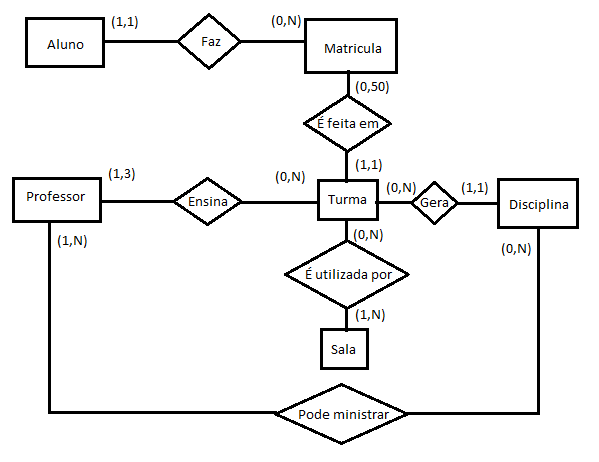 (1,1)
(0,N)
Aluno
Faz
Matricula
(0,50)
É feita em
(1,1)
Professor
(1,3)
Ensina
(0,N)
Turma
(0,N)
Gera
(1,1)
Disciplina
(1,N)
(0,N)
(0,N)
É utilizada por
(1,N)
Sala
Pode ministrar